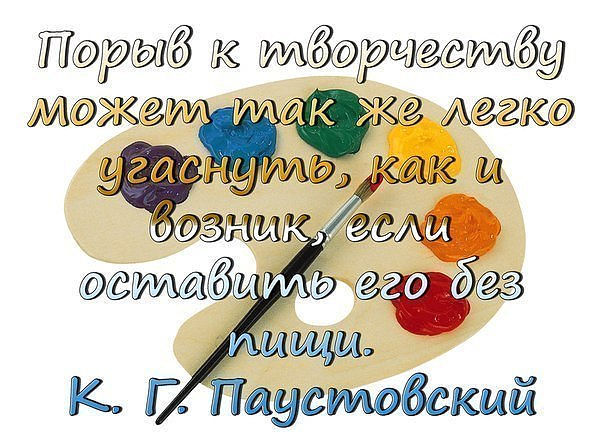 Порыв к творчеству
может так же легко
угаснуть, как и
возник, если
оставить его без
пищи.
К. Г. Паустовский